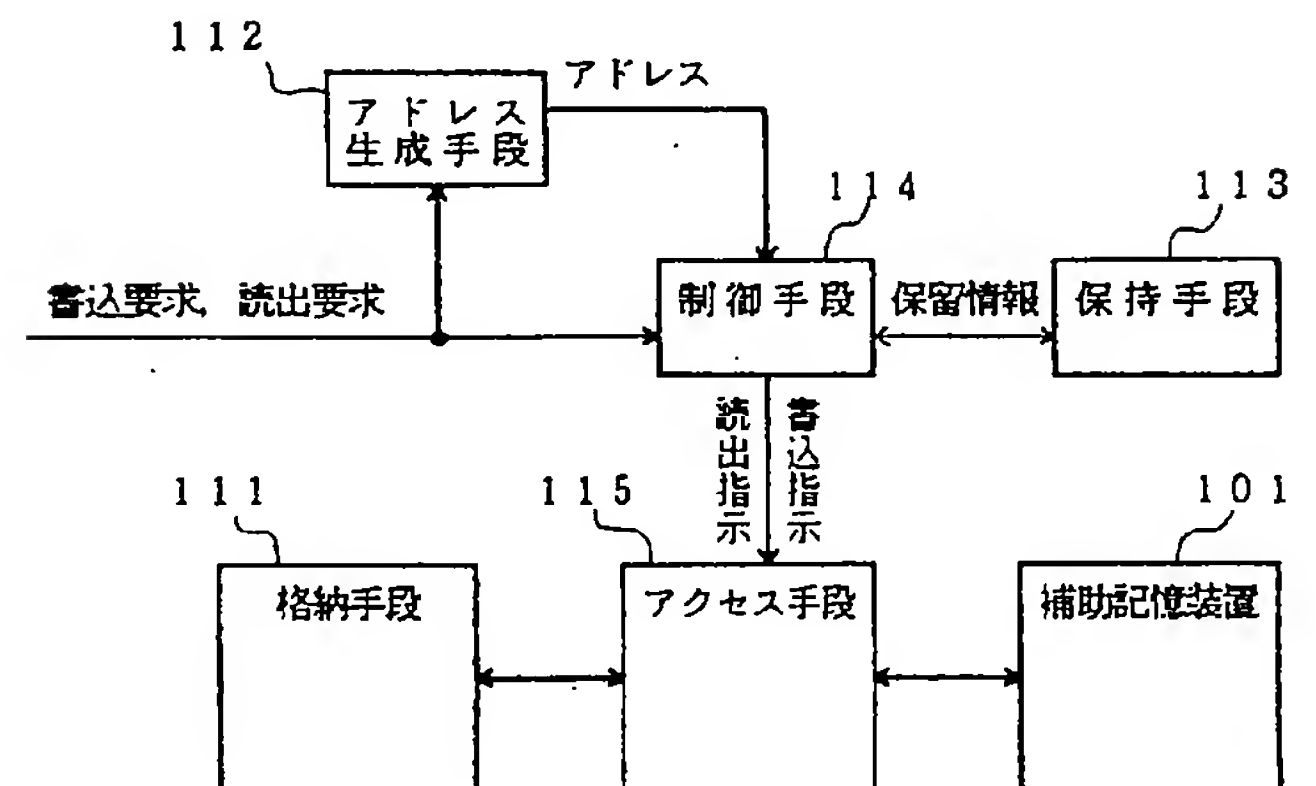 112
アドレス
アドレス
生成手段
114
113
書込要求, 読出要求
制御手段
保留情報
保持手段
読出指示
書込指示
111
115
101
格納手段
アクセス手段
補助記憶装置